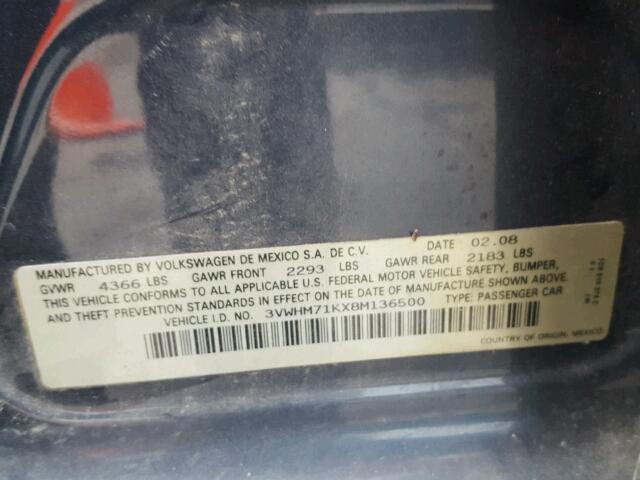 MANUFACTURED BY VOLKSWAGEN DE MEXICO S.A. DE C.V. DATE 02.08
GVWR 4366 LBS GAWR FRONT 2293 LBS GAWR REAR 2183 LBS
THIS VEHICLE CONFORMS TO ALL APPLICABLE U.S. FEDERAL MOTOR VEHICLE SAFETY, BUMPER,
AND THEFT PREVENTION STANDARDS IN EFFECT ON THE DATE OF MANUFACTURE SHOWN ABOVE.
VEHICLE I.D. NO. 3VWHM71KX8M136500 TYPE: PASSENGER CAR
COUNTRY OF ORIGIN: MEXICO